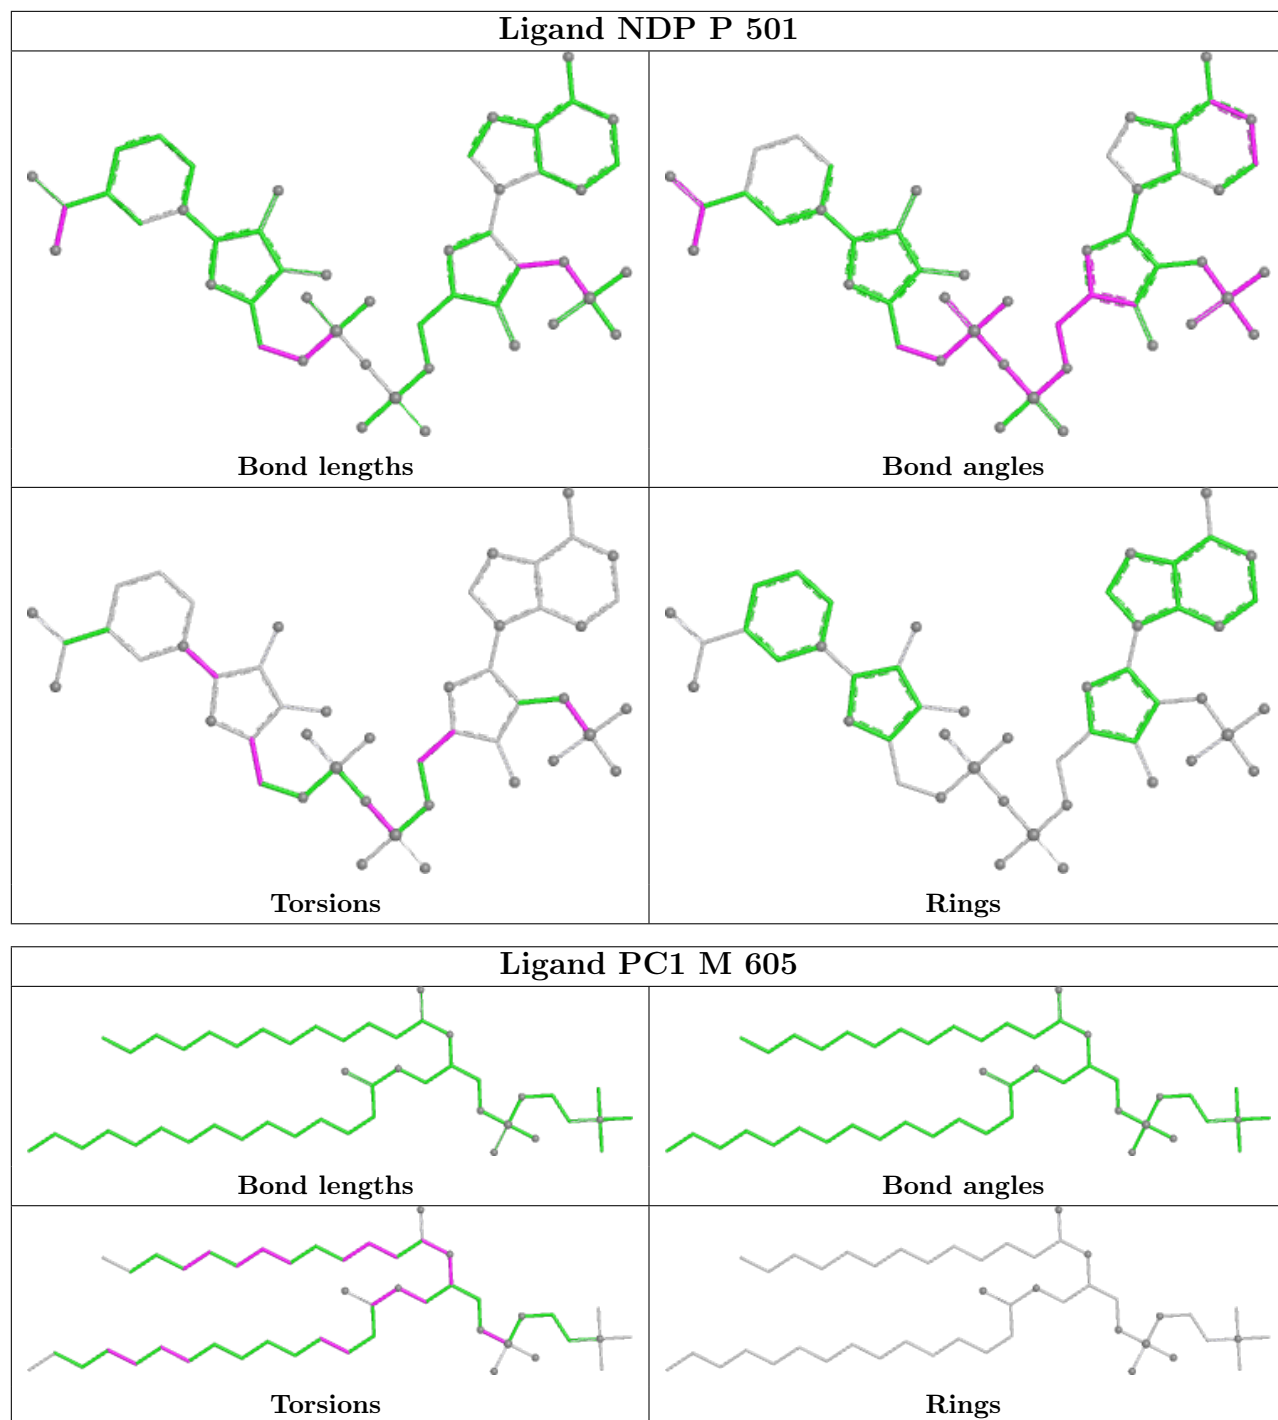 Ligand NDP P 501
Bond lengths
Bond angles
Torsions
Rings
Ligand PC1 M 605
Bond lengths
Bond angles
Torsions
Rings